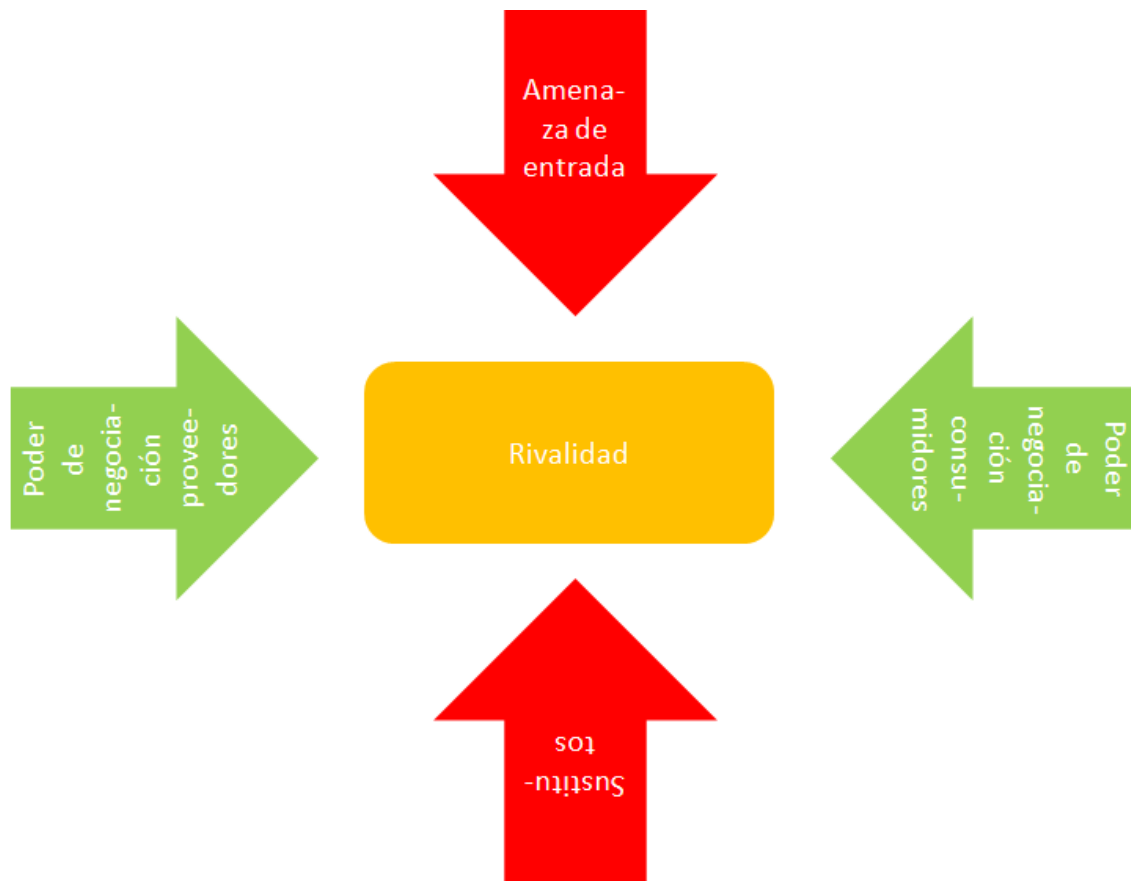 Amena-
za de
entrada
Poder
de
negocia-
ción
provee-
dores
Rivalidad
Poder
de
negocia-
ción
consu-
midores
Sustitu-
tos